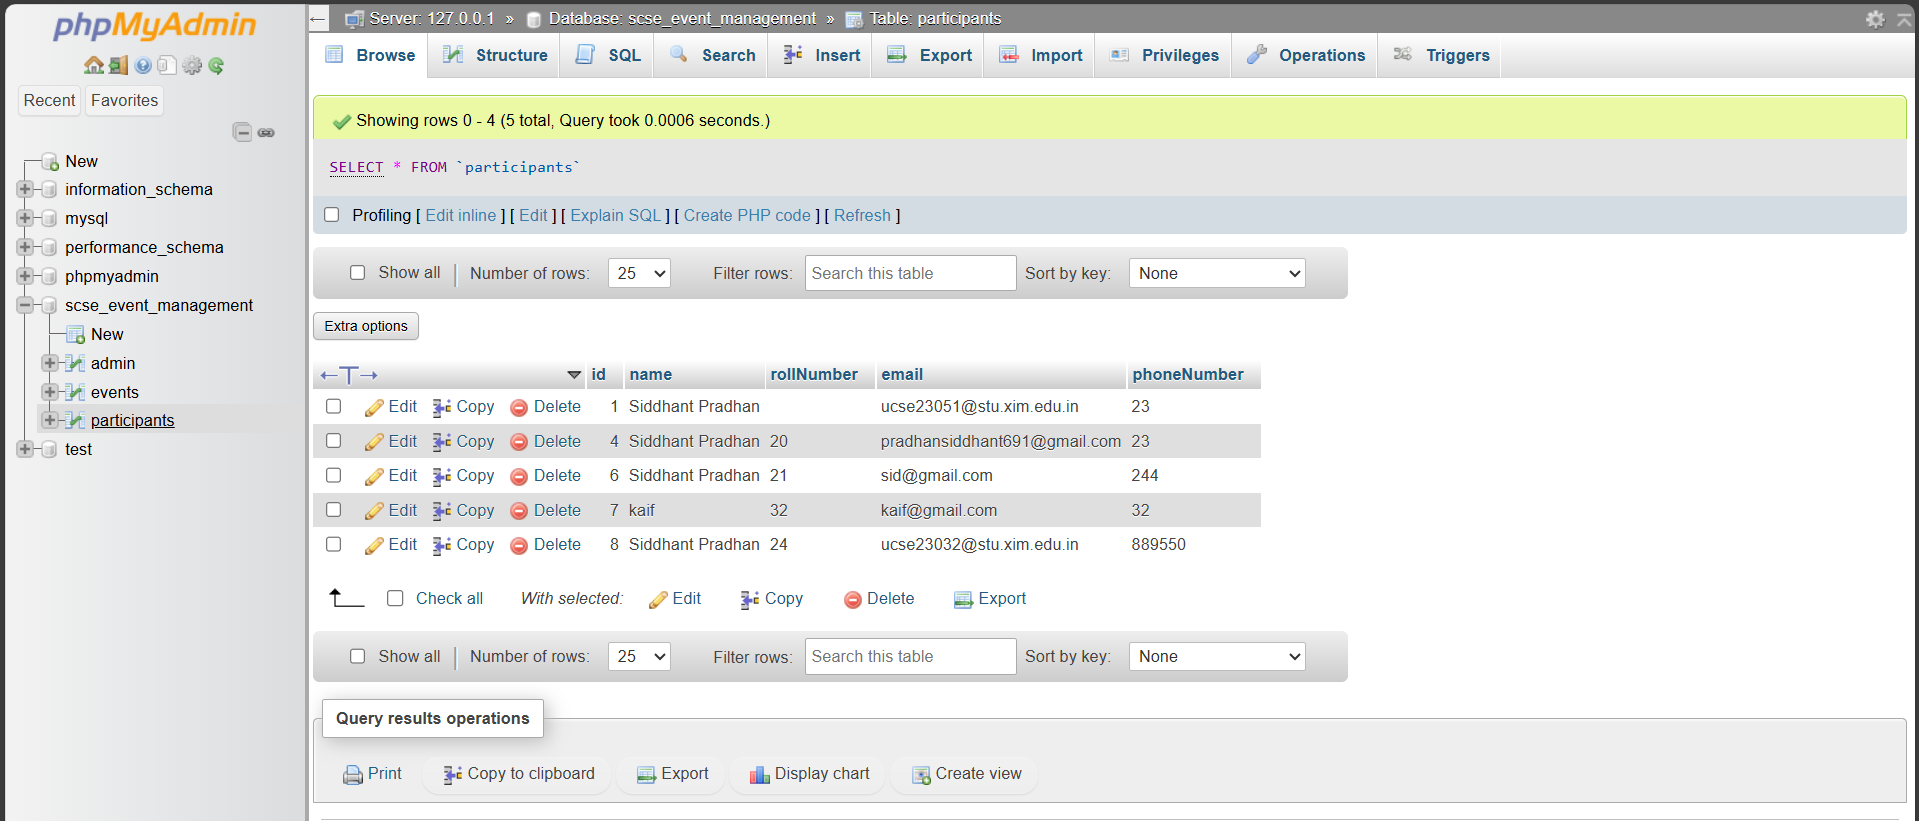 phpMyAdmin
Recent Favorites
New
information_schema
mysql
performance_schema
phpmyadmin
scse_event_management
New
admin
events
participants
test
Server: 127.0.0.1 » Database: scse_event_management » Table: participants
Browse Structure SQL Search Insert Export Import Privileges Operations Triggers
Showing rows 0 - 4 (5 total, Query took 0.0006 seconds.)
SELECT * FROM `participants`
Profiling [ Edit inline ] [ Edit ] [ Explain SQL ] [ Create PHP code ] [ Refresh ]
Show all | Number of rows: 25 Filter rows: Search this table Sort by key: None
Extra options
←T→ id name rollNumber email phoneNumber
Edit Copy Delete 1 Siddhant Pradhan ucse23051@stu.xim.edu.in 23
Edit Copy Delete 4 Siddhant Pradhan 20 pradhansiddhant691@gmail.com 23
Edit Copy Delete 6 Siddhant Pradhan 21 sid@gmail.com 244
Edit Copy Delete 7 kaif 32 kaif@gmail.com 32
Edit Copy Delete 8 Siddhant Pradhan 24 ucse23032@stu.xim.edu.in 889550
Check all With selected: Edit Copy Delete Export
Show all | Number of rows: 25 Filter rows: Search this table Sort by key: None
Query results operations
Print Copy to clipboard Export Display chart Create view